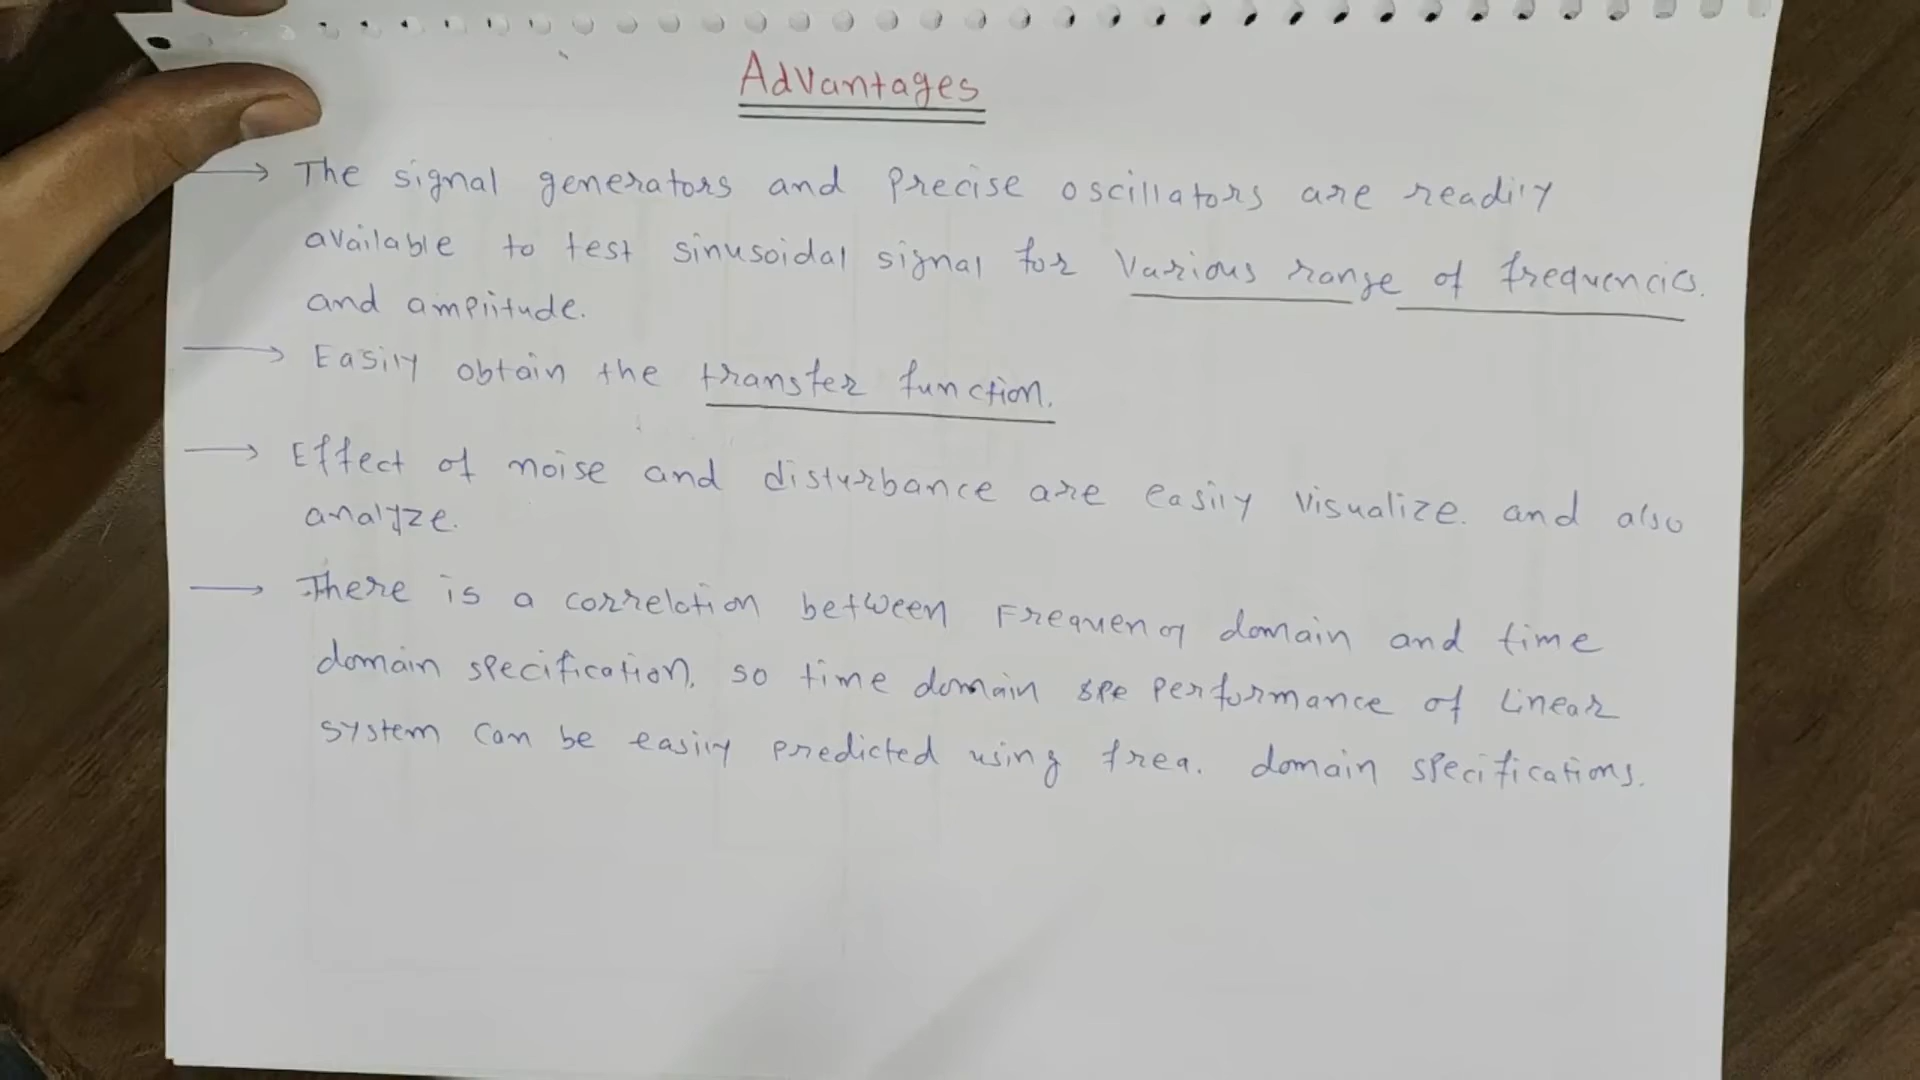 Advantages
→ The signal generators and precise oscillators are readily
available to test sinusoidal signal for various range of frequencies.
and amplitude.
→ Easily obtain the transfer function.
→ Effect of noise and disturbance are easily visualize. and also
analyze.
→ There is a correlation between Frequency domain and time
domain specification, so time domain spe performance of Linear
system can be easily predicted using freq. domain specifications.